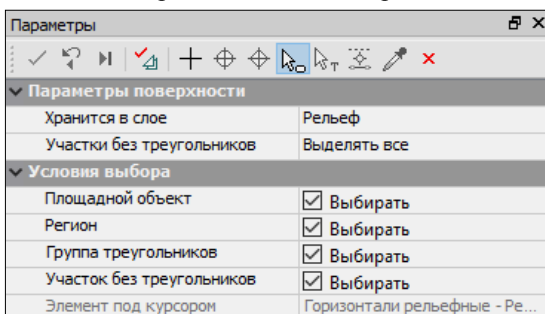 Параметры
Параметры поверхности
Хранится в слое Рельеф
Участки без треугольников Выделять все
Условия выбора
Площадной объект Выбирать
Регион Выбирать
Группа треугольников Выбирать
Участок без треугольников Выбирать
Элемент под курсором Горизонтали рельефные - Ре...